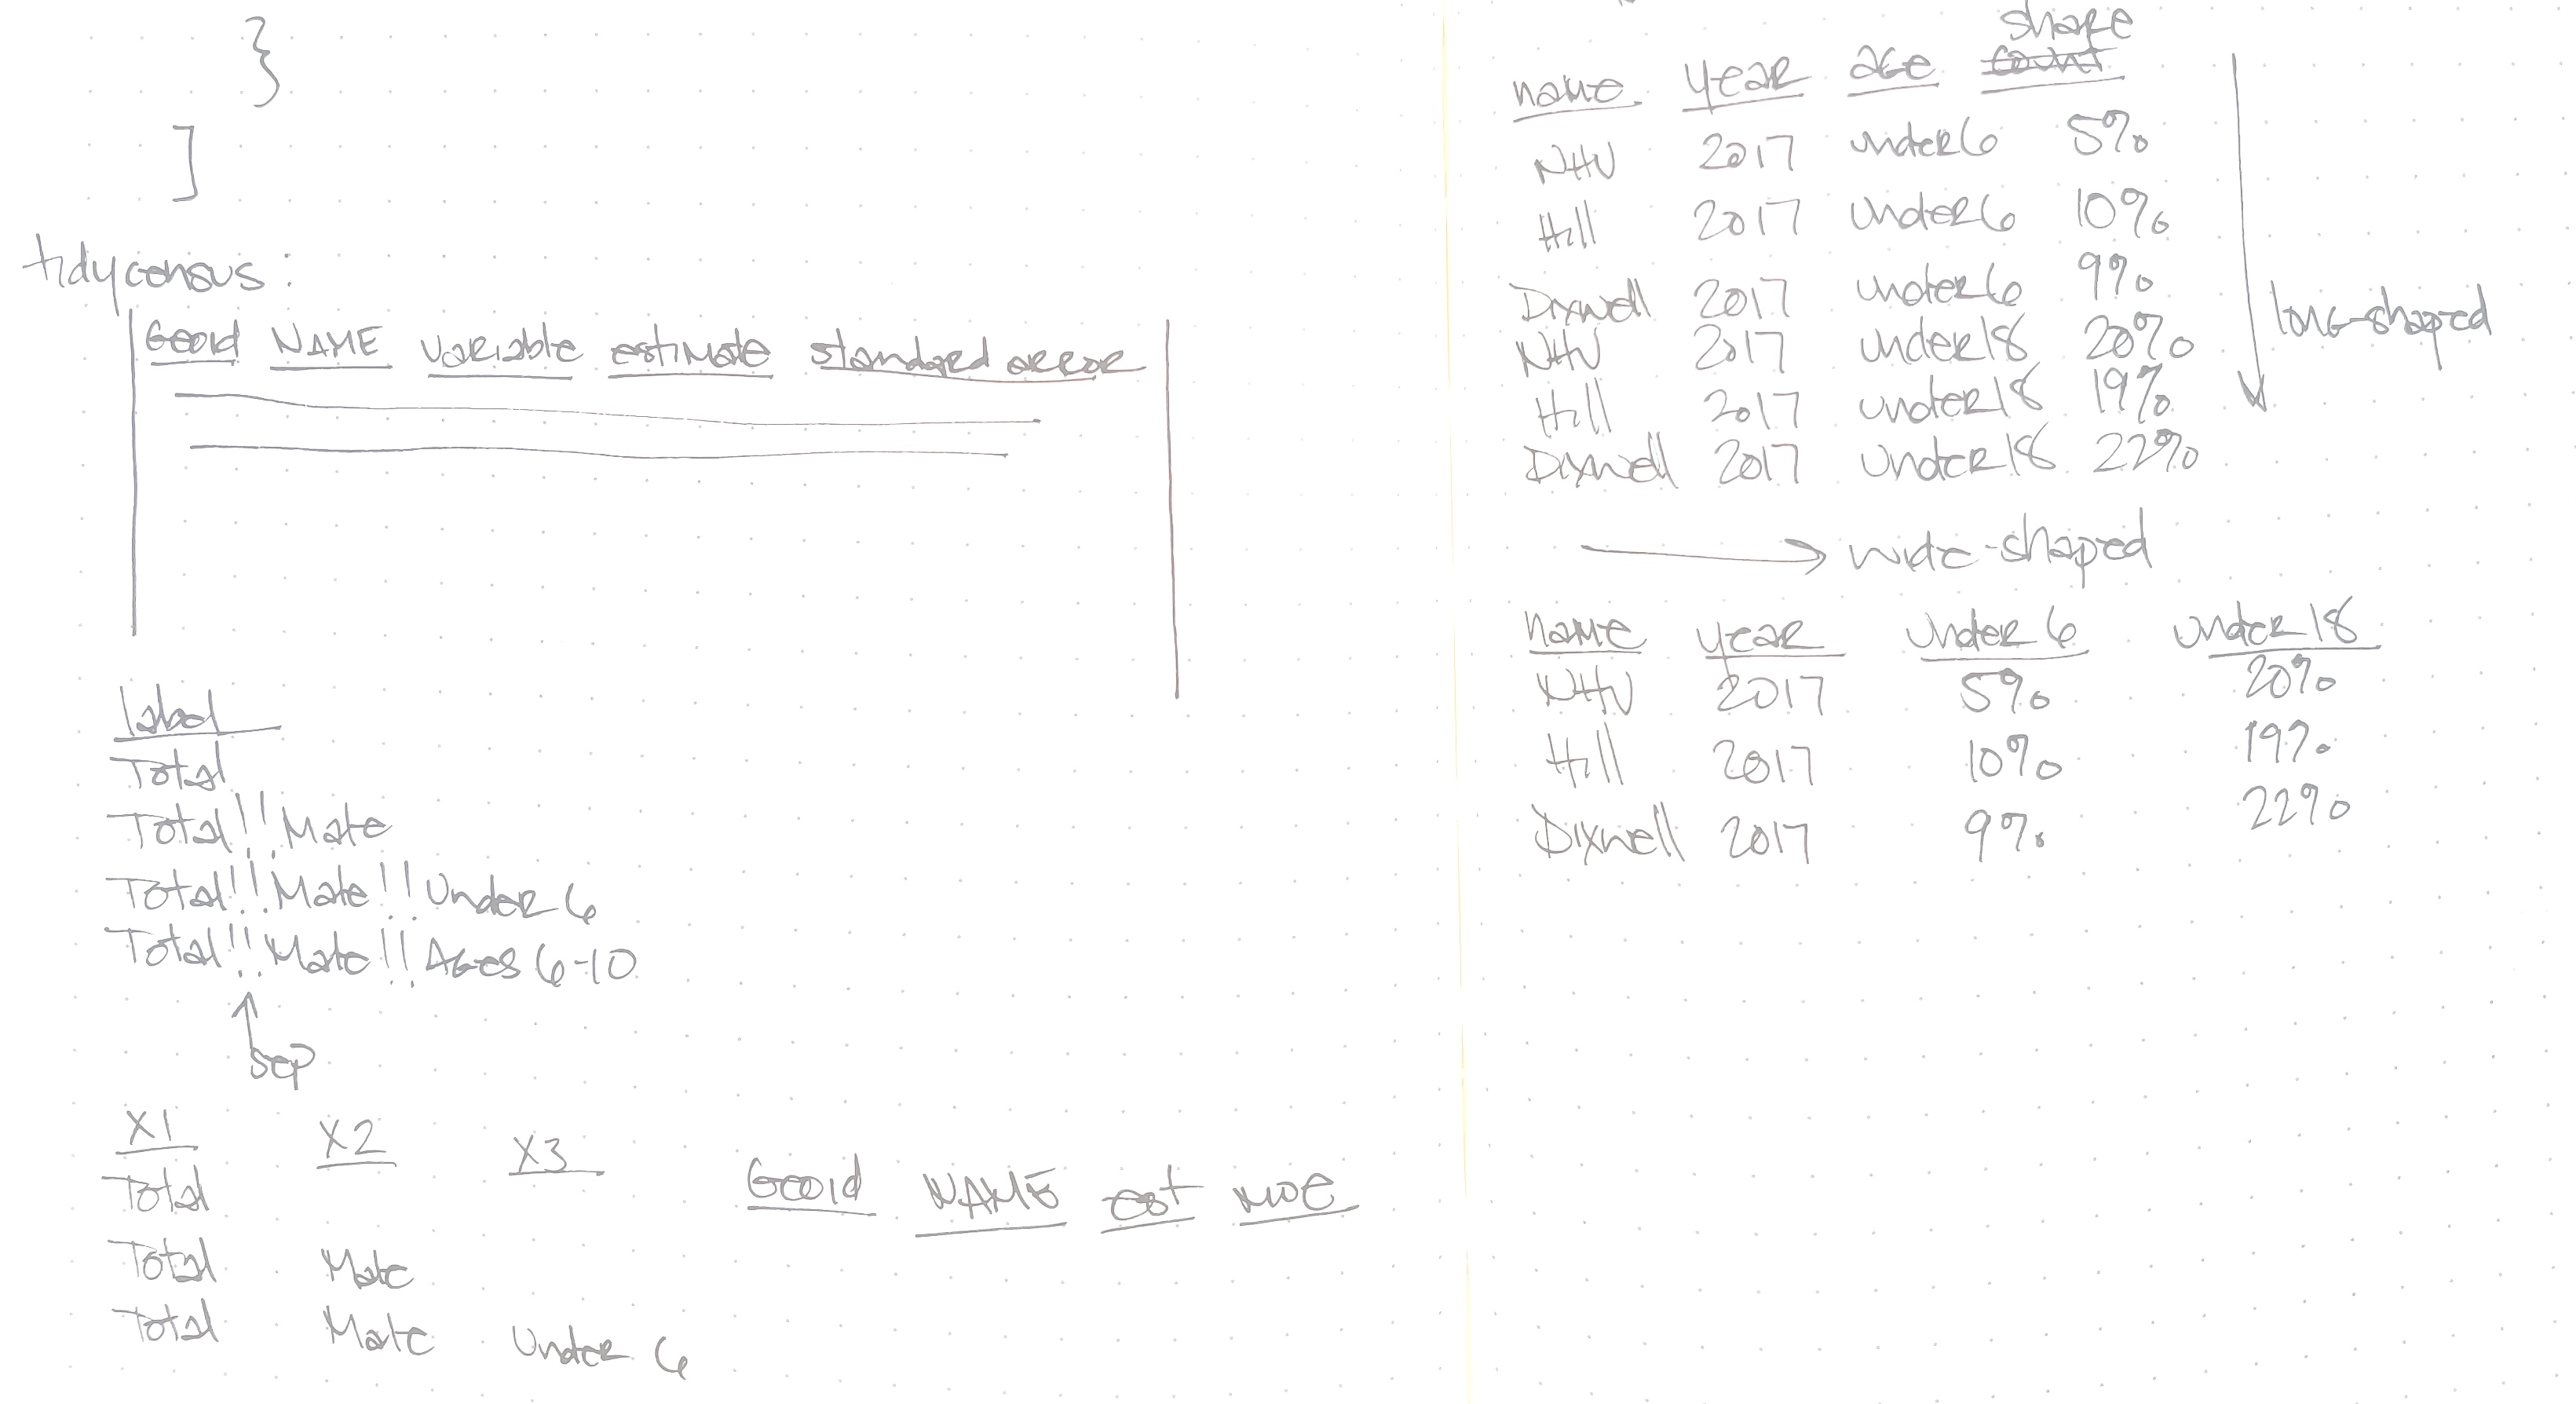 }
]
tidycensus:
GEOID NAME variable estimate standard error
label
Total
Total!!Male
Total!!Male!!Under 6
Total!!Male!!Ages 6-10
sep
X1 X2 X3
Total
Total Male
Total Male Under 6
GEOID NAME est moe
share
name year age count
NHV 2017 under6 5%
Hill 2017 under6 10%
Dixwell 2017 under6 9%
NHV 2017 under18 20%
Hill 2017 under18 19%
Dixwell 2017 under18 22%
long-shaped
wide-shaped
name year under 6 under 18
NHV 2017 5% 20%
Hill 2017 10% 19%
Dixwell 2017 9% 22%